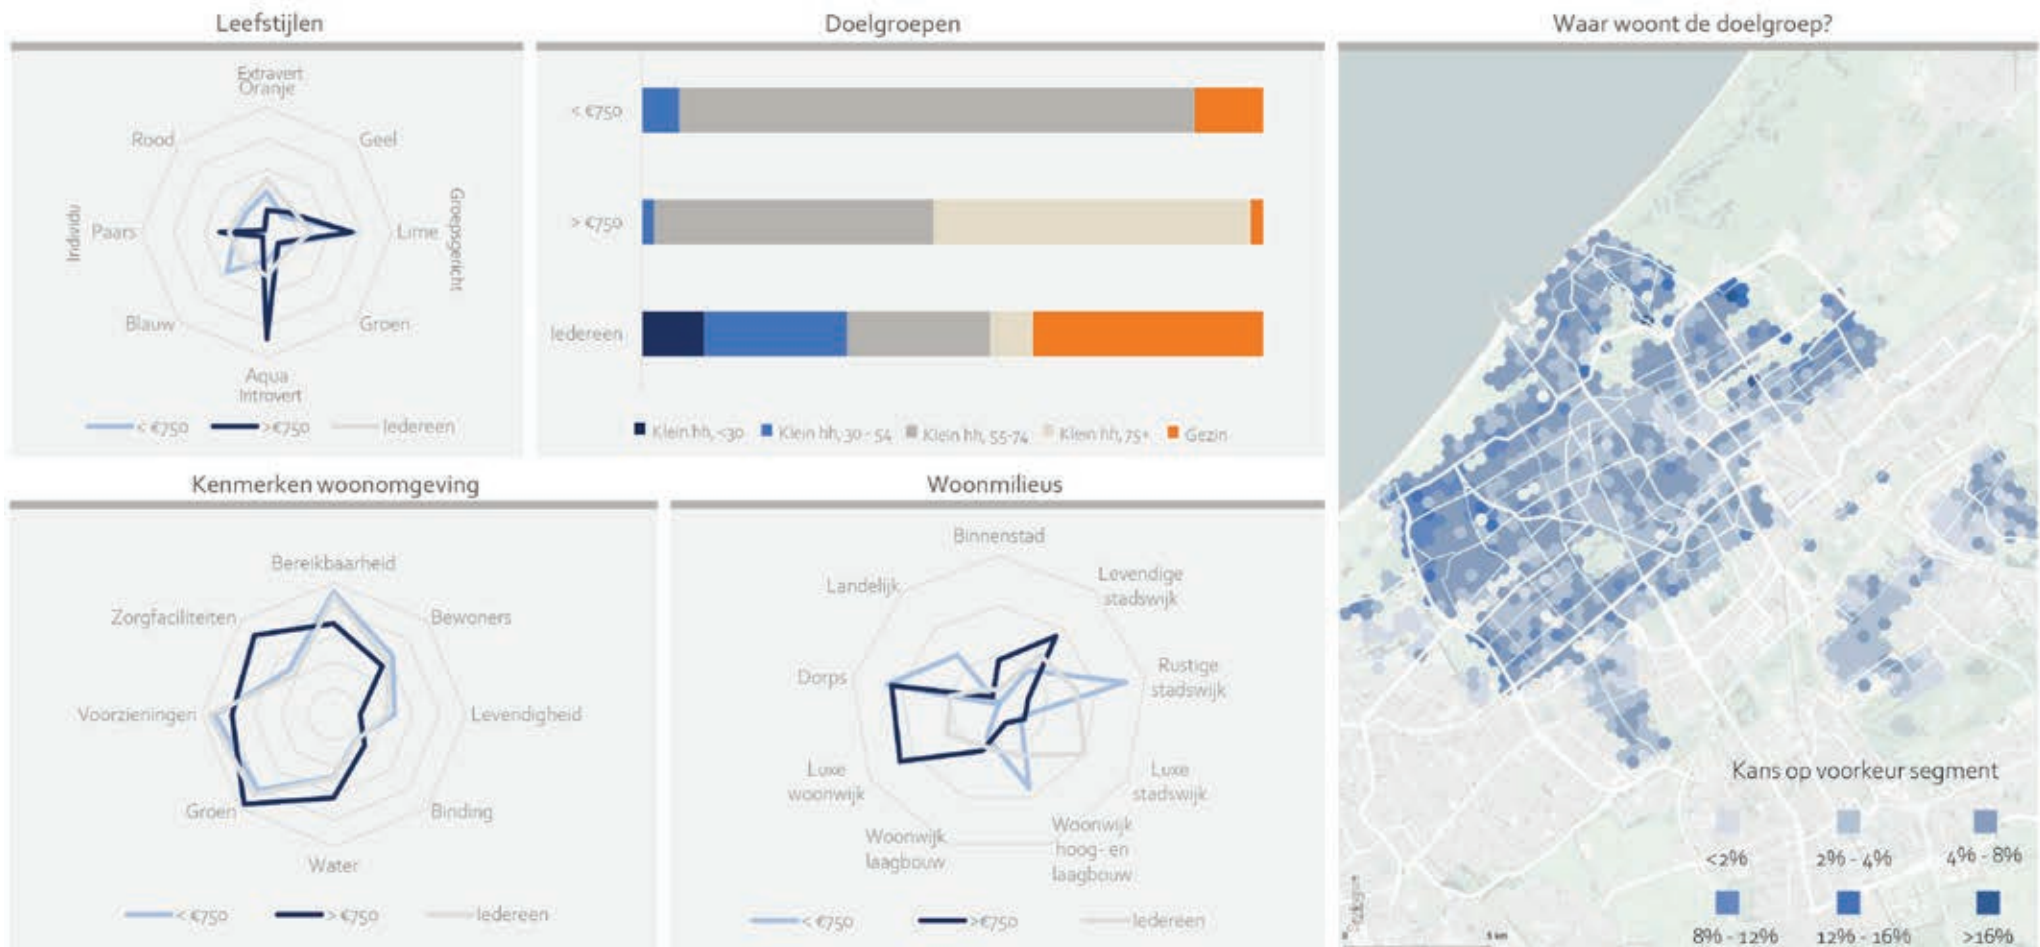 Leefstijlen
Extravert
Oranje
Rood
Geel
Individu
Paars
Lime
Groepsgericht
Blauw
Groen
Aqua
Introvert
< €750
>€750
Iedereen
Doelgroepen
< €750
> €750
Iedereen
Klein hh, <30
Klein hh, 30 - 54
Klein hh, 55-74
Klein hh, 75+
Gezin
Waar woont de doelgroep?
Kans op voorkeur segment
<2%
2% - 4%
4% - 8%
8% - 12%
12% - 16%
>16%
0
5 km
Kenmerken woonomgeving
Bereikbaarheid
Zorgfaciliteiten
Bewoners
Voorzieningen
Levendigheid
Groen
Binding
Water
< €750
> €750
Iedereen
Woonmilieus
Binnenstad
Landelijk
Levendige
stadswijk
Dorps
Rustige
stadswijk
Luxe
woonwijk
Luxe
stadswijk
Woonwijk
laagbouw
Woonwijk
hoog- en
laagbouw
< €750
>€750
Iedereen